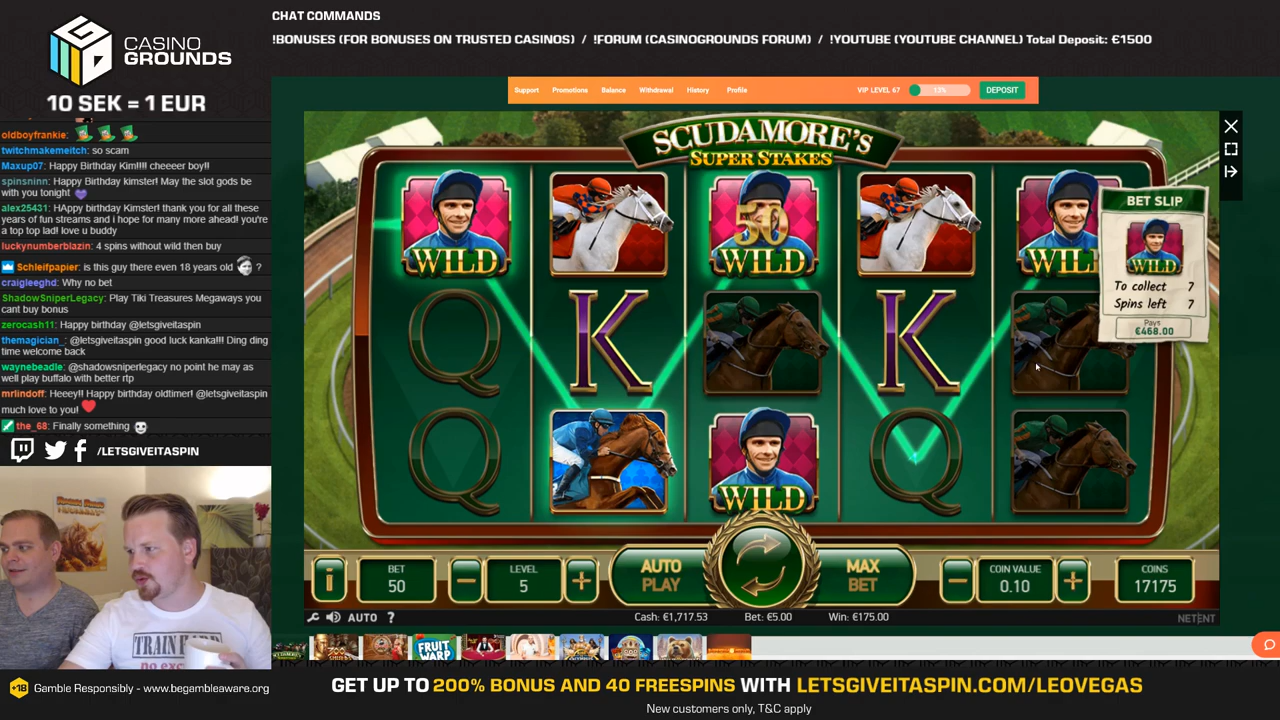 CHAT COMMANDS
!BONUSES (FOR BONUSES ON TRUSTED CASINOS) / !FORUM (CASINOGROUNDS FORUM) / !YOUTUBE (YOUTUBE CHANNEL) Total Deposit: €1500
CASINO
GROUNDS
10 SEK = 1 EUR
Support Promotions Balance Withdrawal History Profile VIP LEVEL 67 13% DEPOSIT
oldboyfrankie:
twitchmakemeitch: so scam
Maxup07: Happy Birthday Kim!!!! cheeeer boy!!
spinsninn: Happy Birthday kimster! May the slot gods be
with you tonight
alex25431: HAppy birthday Kimster! thank you for all these
years of fun streams and i hope for many more ahead! you're
a top top lad! love u buddy
luckynumberblazin: 4 spins without wild then buy
Schleifpapier: is this guy there even 18 years old ?
craigleeghd: Why no bet
ShadowSniperLegacy: Play Tiki Treasures Megaways you
cant buy bonus
zerocash11: Happy birthday @letsgiveitaspin
themagician_: @letsgiveitaspin good luck kanka!!! Ding ding
time welcome back
waynebeadle: @shadowsniperlegacy no point he may as
well play buffalo with better rtp
mrlindoff: Heeey!! Happy birthday oldtimer! @letsgiveitaspin
much love to you!
the_68: Finally something
/LETSGIVEITASPIN
SCUDAMORE'S
SUPER STAKES
WILD
50
WILD
WILD
BET SLIP
WILD
To collect 7
Spins left 7
Pays
€468.00
Q K K
Q WILD Q
BET
50
LEVEL
5
AUTO
PLAY
MAX
BET
COIN VALUE
0.10
COINS
17175
AUTO ? Cash: €1,717.53 Bet: €5.00 Win: €175.00 NETENT
FRUIT
WARP
TRAIN HARD
+18 Gamble Responsibly - www.begambleaware.org
GET UP TO 200% BONUS AND 40 FREESPINS WITH LETSGIVEITASPIN.COM/LEOVEGAS
New customers only, T&C apply